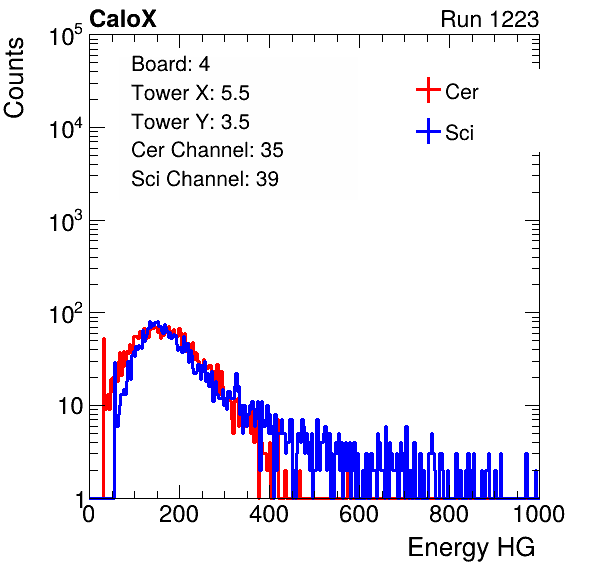 CaloX Run 1223
Counts
Board: 4
Tower X: 5.5
Tower Y: 3.5
Cer Channel: 35
Sci Channel: 39
Cer
Sci
10^5
10^4
10^3
10^2
10
1
0 200 400 600 800 1000
Energy HG